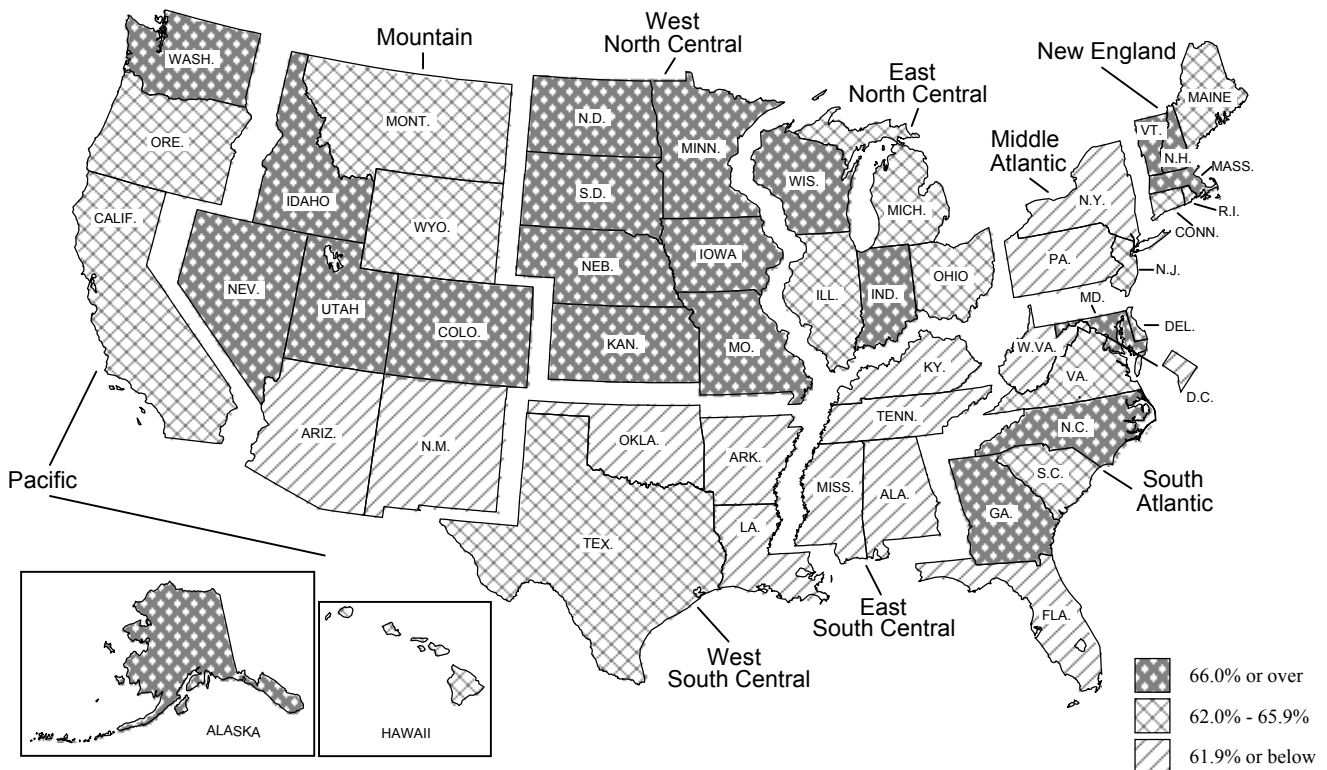 West
North Central
Mountain
New England
East
North Central
Middle
Atlantic
WASH.
MONT.
N.D.
MINN.
MAINE
VT.
N.H.
MASS.
ORE.
IDAHO
S.D.
WIS.
MICH.
N.Y.
R.I.
CONN.
CALIF.
WYO.
NEB.
IOWA
PA.
N.J.
NEV.
UTAH
COLO.
KAN.
MO.
ILL.
IND.
OHIO
MD.
DEL.
W.VA.
VA.
D.C.
KY.
TENN.
N.C.
ARIZ.
N.M.
OKLA.
ARK.
S.C.
South
Atlantic
Pacific
TEX.
LA.
MISS.
ALA.
GA.
FLA.
East
South Central
West
South Central
ALASKA
HAWAII
66.0% or over
62.0% - 65.9%
61.9% or below